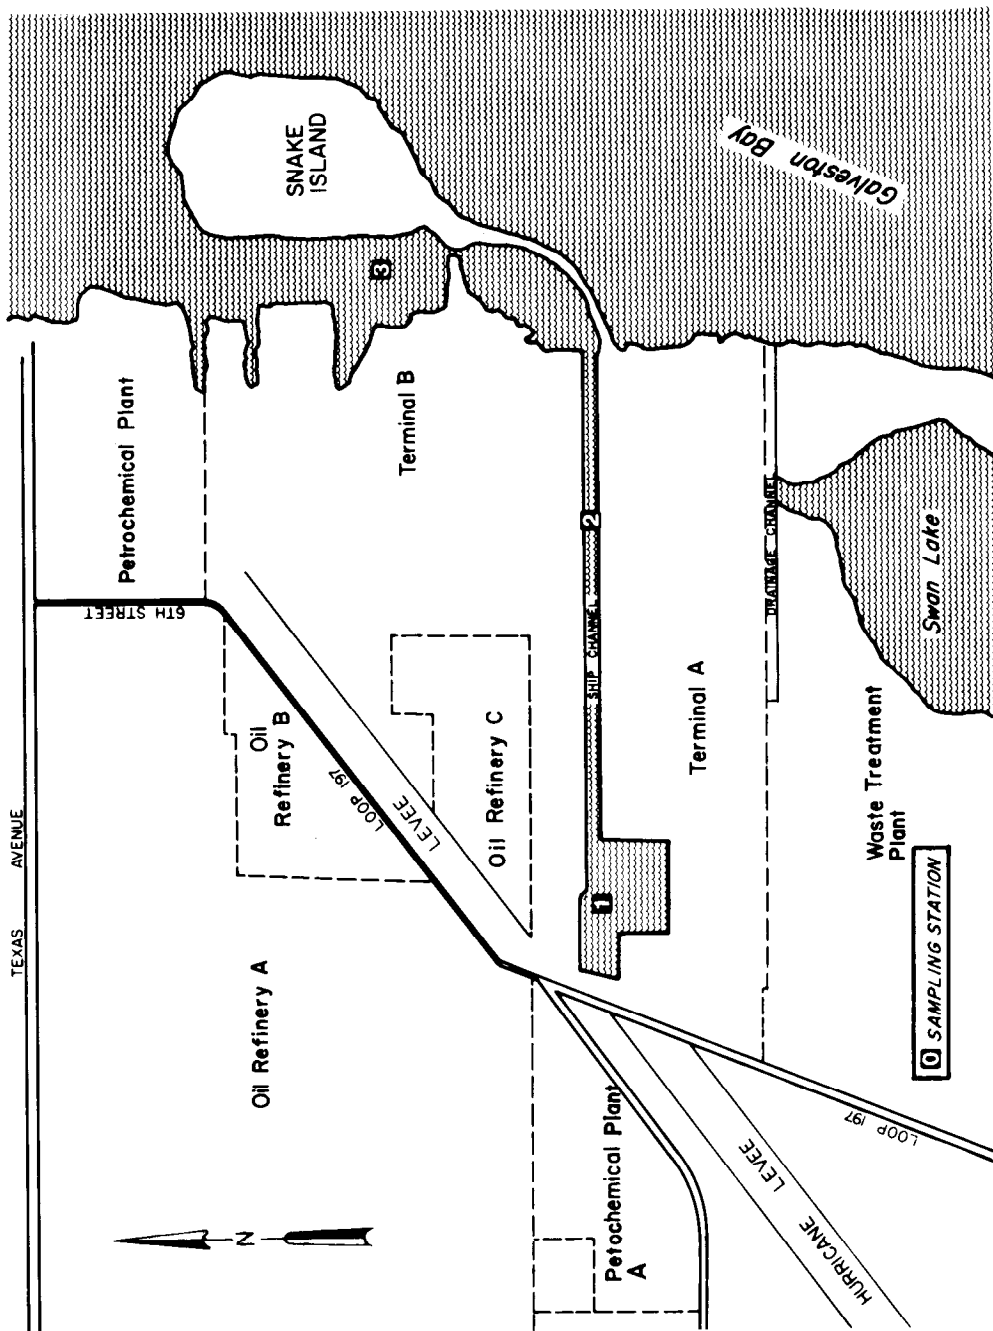 TEXAS AVENUE
SNAKE
ISLAND
Galveston
Bay
3
Petrochemical Plant
Terminal B
6TH STREET
Oil
Refinery B
LOOP 197
LEVEE
Oil Refinery C
Oil Refinery A
SHIP CHANNEL
2
1
Terminal A
DRAINAGE CHANNEL
Swan Lake
Waste Treatment
Plant
0 SAMPLING STATION
LOOP 197
HURRICANE LEVEE
Petochemical Plant
A
N